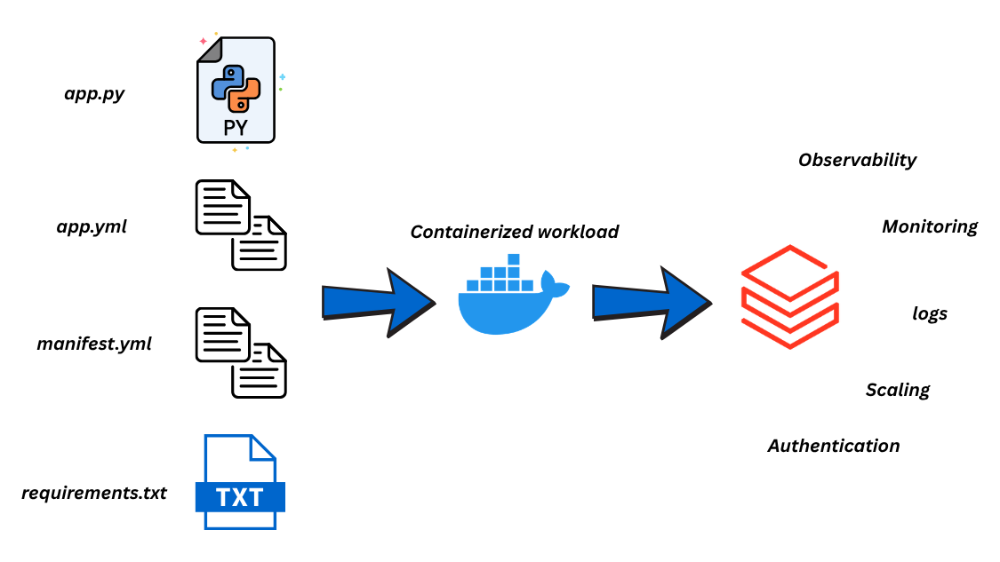 app.py
PY
app.yml
manifest.yml
requirements.txt
TXT
Containerized workload
Observability
Monitoring
logs
Scaling
Authentication